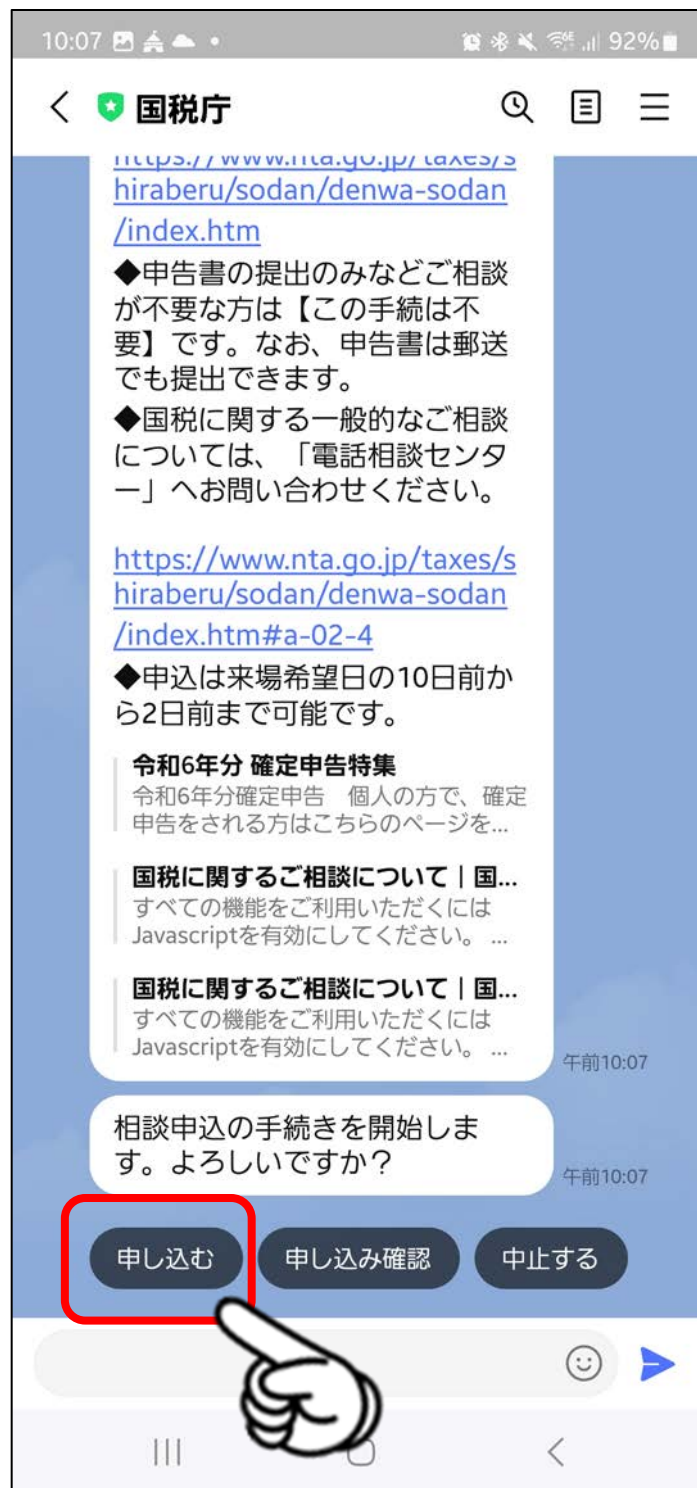 10:07
92%
国税庁
https://www.nta.go.jp/taxes/s
hiraberu/sodan/denwa-sodan
/index.htm
◆申告書の提出のみなどご相談
が不要な方は【この手続は不
要】です。なお、申告書は郵送
でも提出できます。
◆国税に関する一般的なご相談
については、「電話相談センタ
ー」へお問い合わせください。
https://www.nta.go.jp/taxes/s
hiraberu/sodan/denwa-sodan
/index.htm#a-02-4
◆申込は来場希望日の10日前か
ら2日前まで可能です。
令和6年分 確定申告特集
令和6年分確定申告　個人の方で、確定
申告をされる方はこちらのページを...
国税に関するご相談について｜国...
すべての機能をご利用いただくには
Javascriptを有効にしてください。 ...
国税に関するご相談について｜国...
すべての機能をご利用いただくには
Javascriptを有効にしてください。 ...
午前10:07
相談申込の手続きを開始しま
す。よろしいですか？
午前10:07
申し込む
申し込み確認
中止する